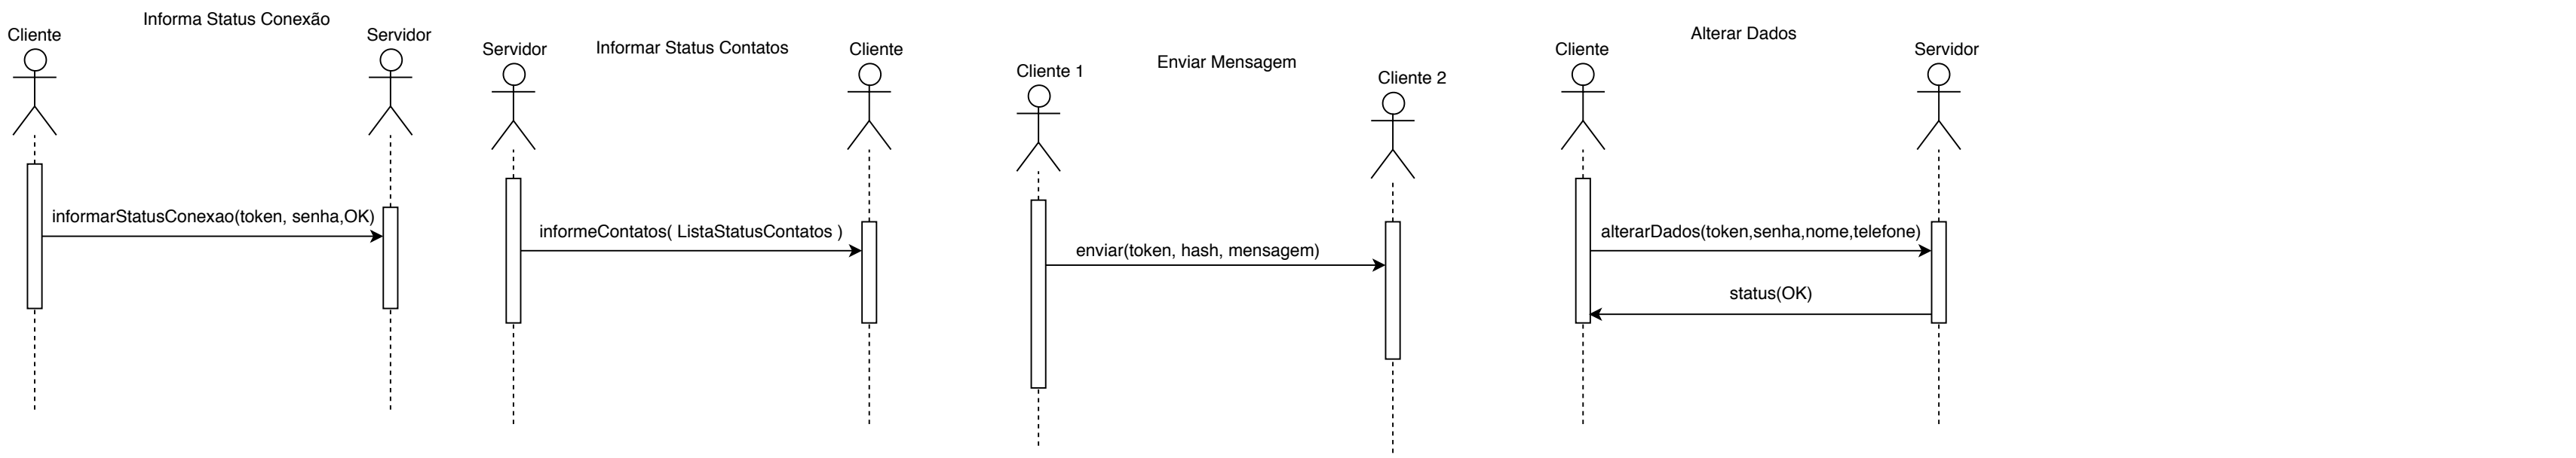 Informa Status Conexão
Cliente
Servidor
informarStatusConexao(token, senha,OK)
Informar Status Contatos
Servidor
Cliente
informeContatos( ListaStatusContatos )
Enviar Mensagem
Cliente 1
Cliente 2
enviar(token, hash, mensagem)
Alterar Dados
Cliente
Servidor
alterarDados(token,senha,nome,telefone)
status(OK)